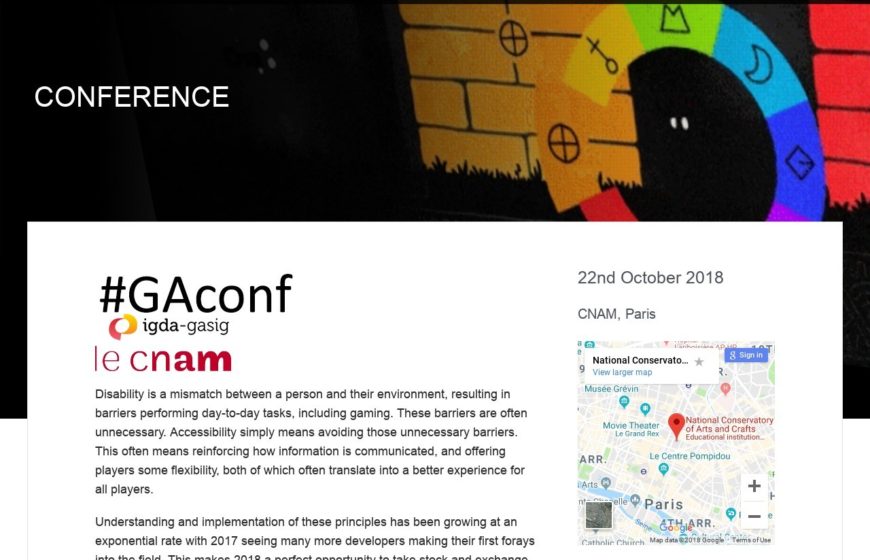 CONFERENCE
#GAconf
igda-gasig
le cnam
Disability is a mismatch between a person and their environment, resulting in
barriers performing day-to-day tasks, including gaming. These barriers are often
unnecessary. Accessibility simply means avoiding those unnecessary barriers.
This often means reinforcing how information is communicated, and offering
players some flexibility, both of which often translate into a better experience for
all players.
Understanding and implementation of these principles has been growing at an
exponential rate with 2017 seeing many more developers making their first forays
into the field. This makes 2018 a perfect opportunity to take stock and exchange
22nd October 2018
CNAM, Paris
National Conservato...
View larger map
Sign in
Musée Grévin
Movie Theater
Le Grand Rex
National Conservatory
of Arts and Crafts
Educational institution...
ARR.
Le Centre Pompidou
ARR.
Sainte-Chapelle
Paris
4TH ARR.
Google
Catholic Church
Map data ©2018 Google
Terms of Use